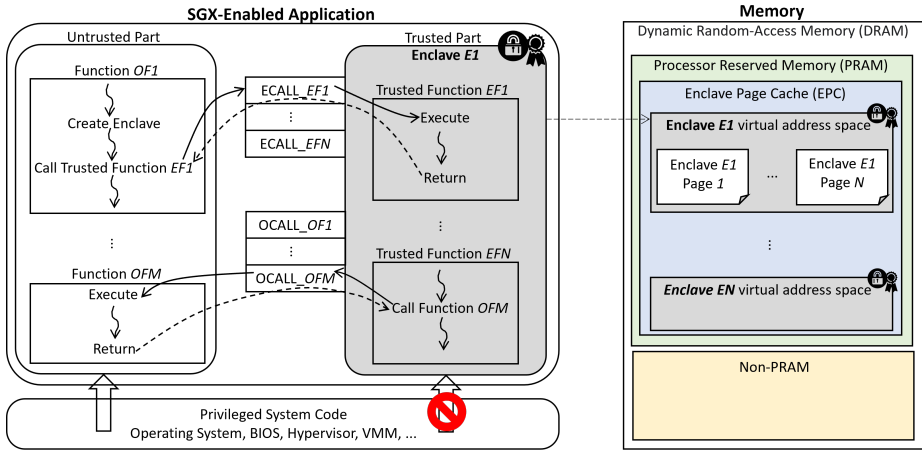 SGX-Enabled Application
Untrusted Part
Function OF1
Create Enclave
Call Trusted Function EF1
⋮
Function OFM
Execute
Return
ECALL_EF1
⋮
ECALL_EFN
OCALL_OF1
⋮
OCALL_OFM
Trusted Part
Enclave E1
Trusted Function EF1
Execute
Return
⋮
Trusted Function EFN
Call Function OFM
Privileged System Code
Operating System, BIOS, Hypervisor, VMM, ...
Memory
Dynamic Random-Access Memory (DRAM)
Processor Reserved Memory (PRAM)
Enclave Page Cache (EPC)
Enclave E1 virtual address space
Enclave E1
Page 1
...
Enclave E1
Page N
⋮
Enclave EN virtual address space
Non-PRAM